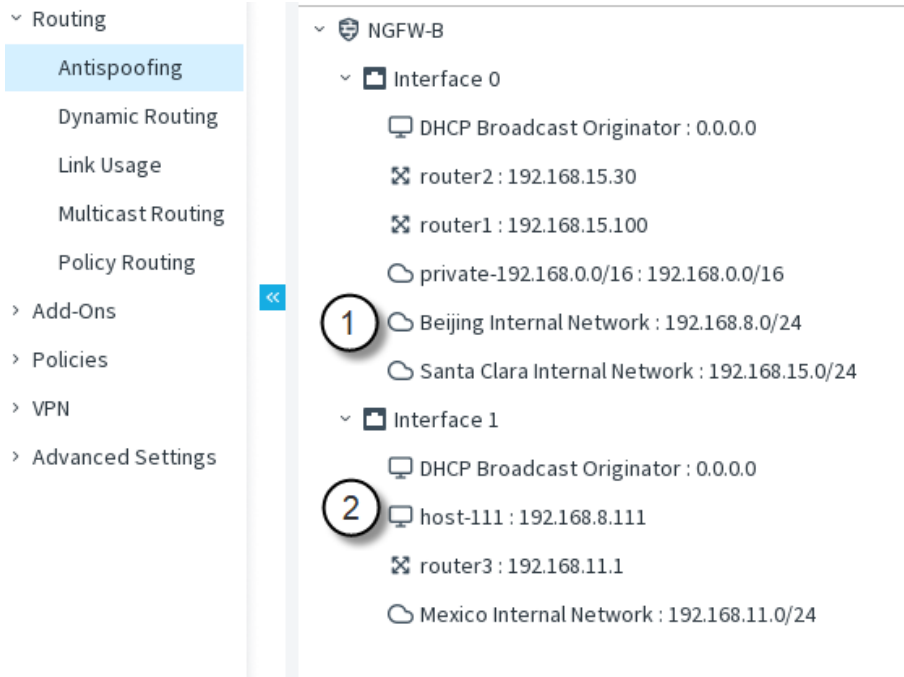 Routing
Antispoofing
Dynamic Routing
Link Usage
Multicast Routing
Policy Routing
Add-Ons
Policies
VPN
Advanced Settings
«
NGFW-B
Interface 0
DHCP Broadcast Originator : 0.0.0.0
router2 : 192.168.15.30
router1 : 192.168.15.100
private-192.168.0.0/16 : 192.168.0.0/16
1 Beijing Internal Network : 192.168.8.0/24
Santa Clara Internal Network : 192.168.15.0/24
Interface 1
DHCP Broadcast Originator : 0.0.0.0
2 host-111 : 192.168.8.111
router3 : 192.168.11.1
Mexico Internal Network : 192.168.11.0/24